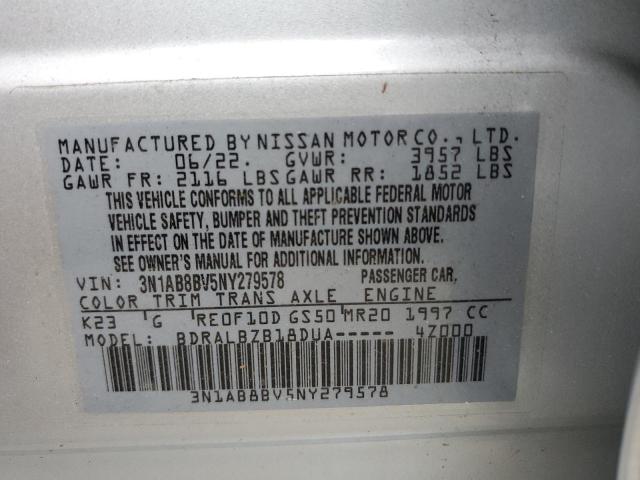 MANUFACTURED BY NISSAN MOTOR CO., LTD.
DATE: 06/22. GVWR: 3957 LBS
GAWR FR: 2116 LBS GAWR RR: 1852 LBS
THIS VEHICLE CONFORMS TO ALL APPLICABLE FEDERAL MOTOR
VEHICLE SAFETY, BUMPER AND THEFT PREVENTION STANDARDS
IN EFFECT ON THE DATE OF MANUFACTURE SHOWN ABOVE.
SEE OWNER'S MANUAL FOR ADDITIONAL INFORMATION.
VIN: 3N1AB8BV5NY279578 PASSENGER CAR.
COLOR TRIM TRANS AXLE ENGINE
K23 G RE0F10D GS50 MR20 1997 CC
MODEL: BDRALBZB18DUA----- 4Z000
3N1AB8BV5NY279578